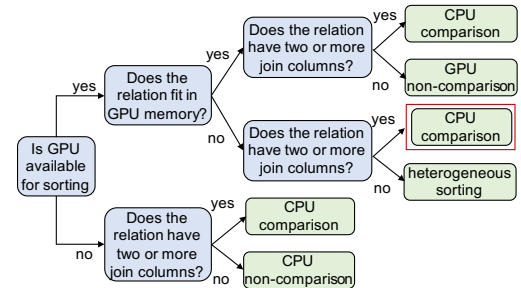 Is GPU
available
for sorting
yes
no
Does the
relation fit in
GPU memory?
yes
no
Does the relation
have two or more
join columns?
yes
no
CPU
comparison
GPU
non-comparison
Does the relation
have two or more
join columns?
yes
no
CPU
comparison
heterogeneous
sorting
Does the
relation have
two or more
join columns?
yes
no
CPU
comparison
CPU
non-comparison